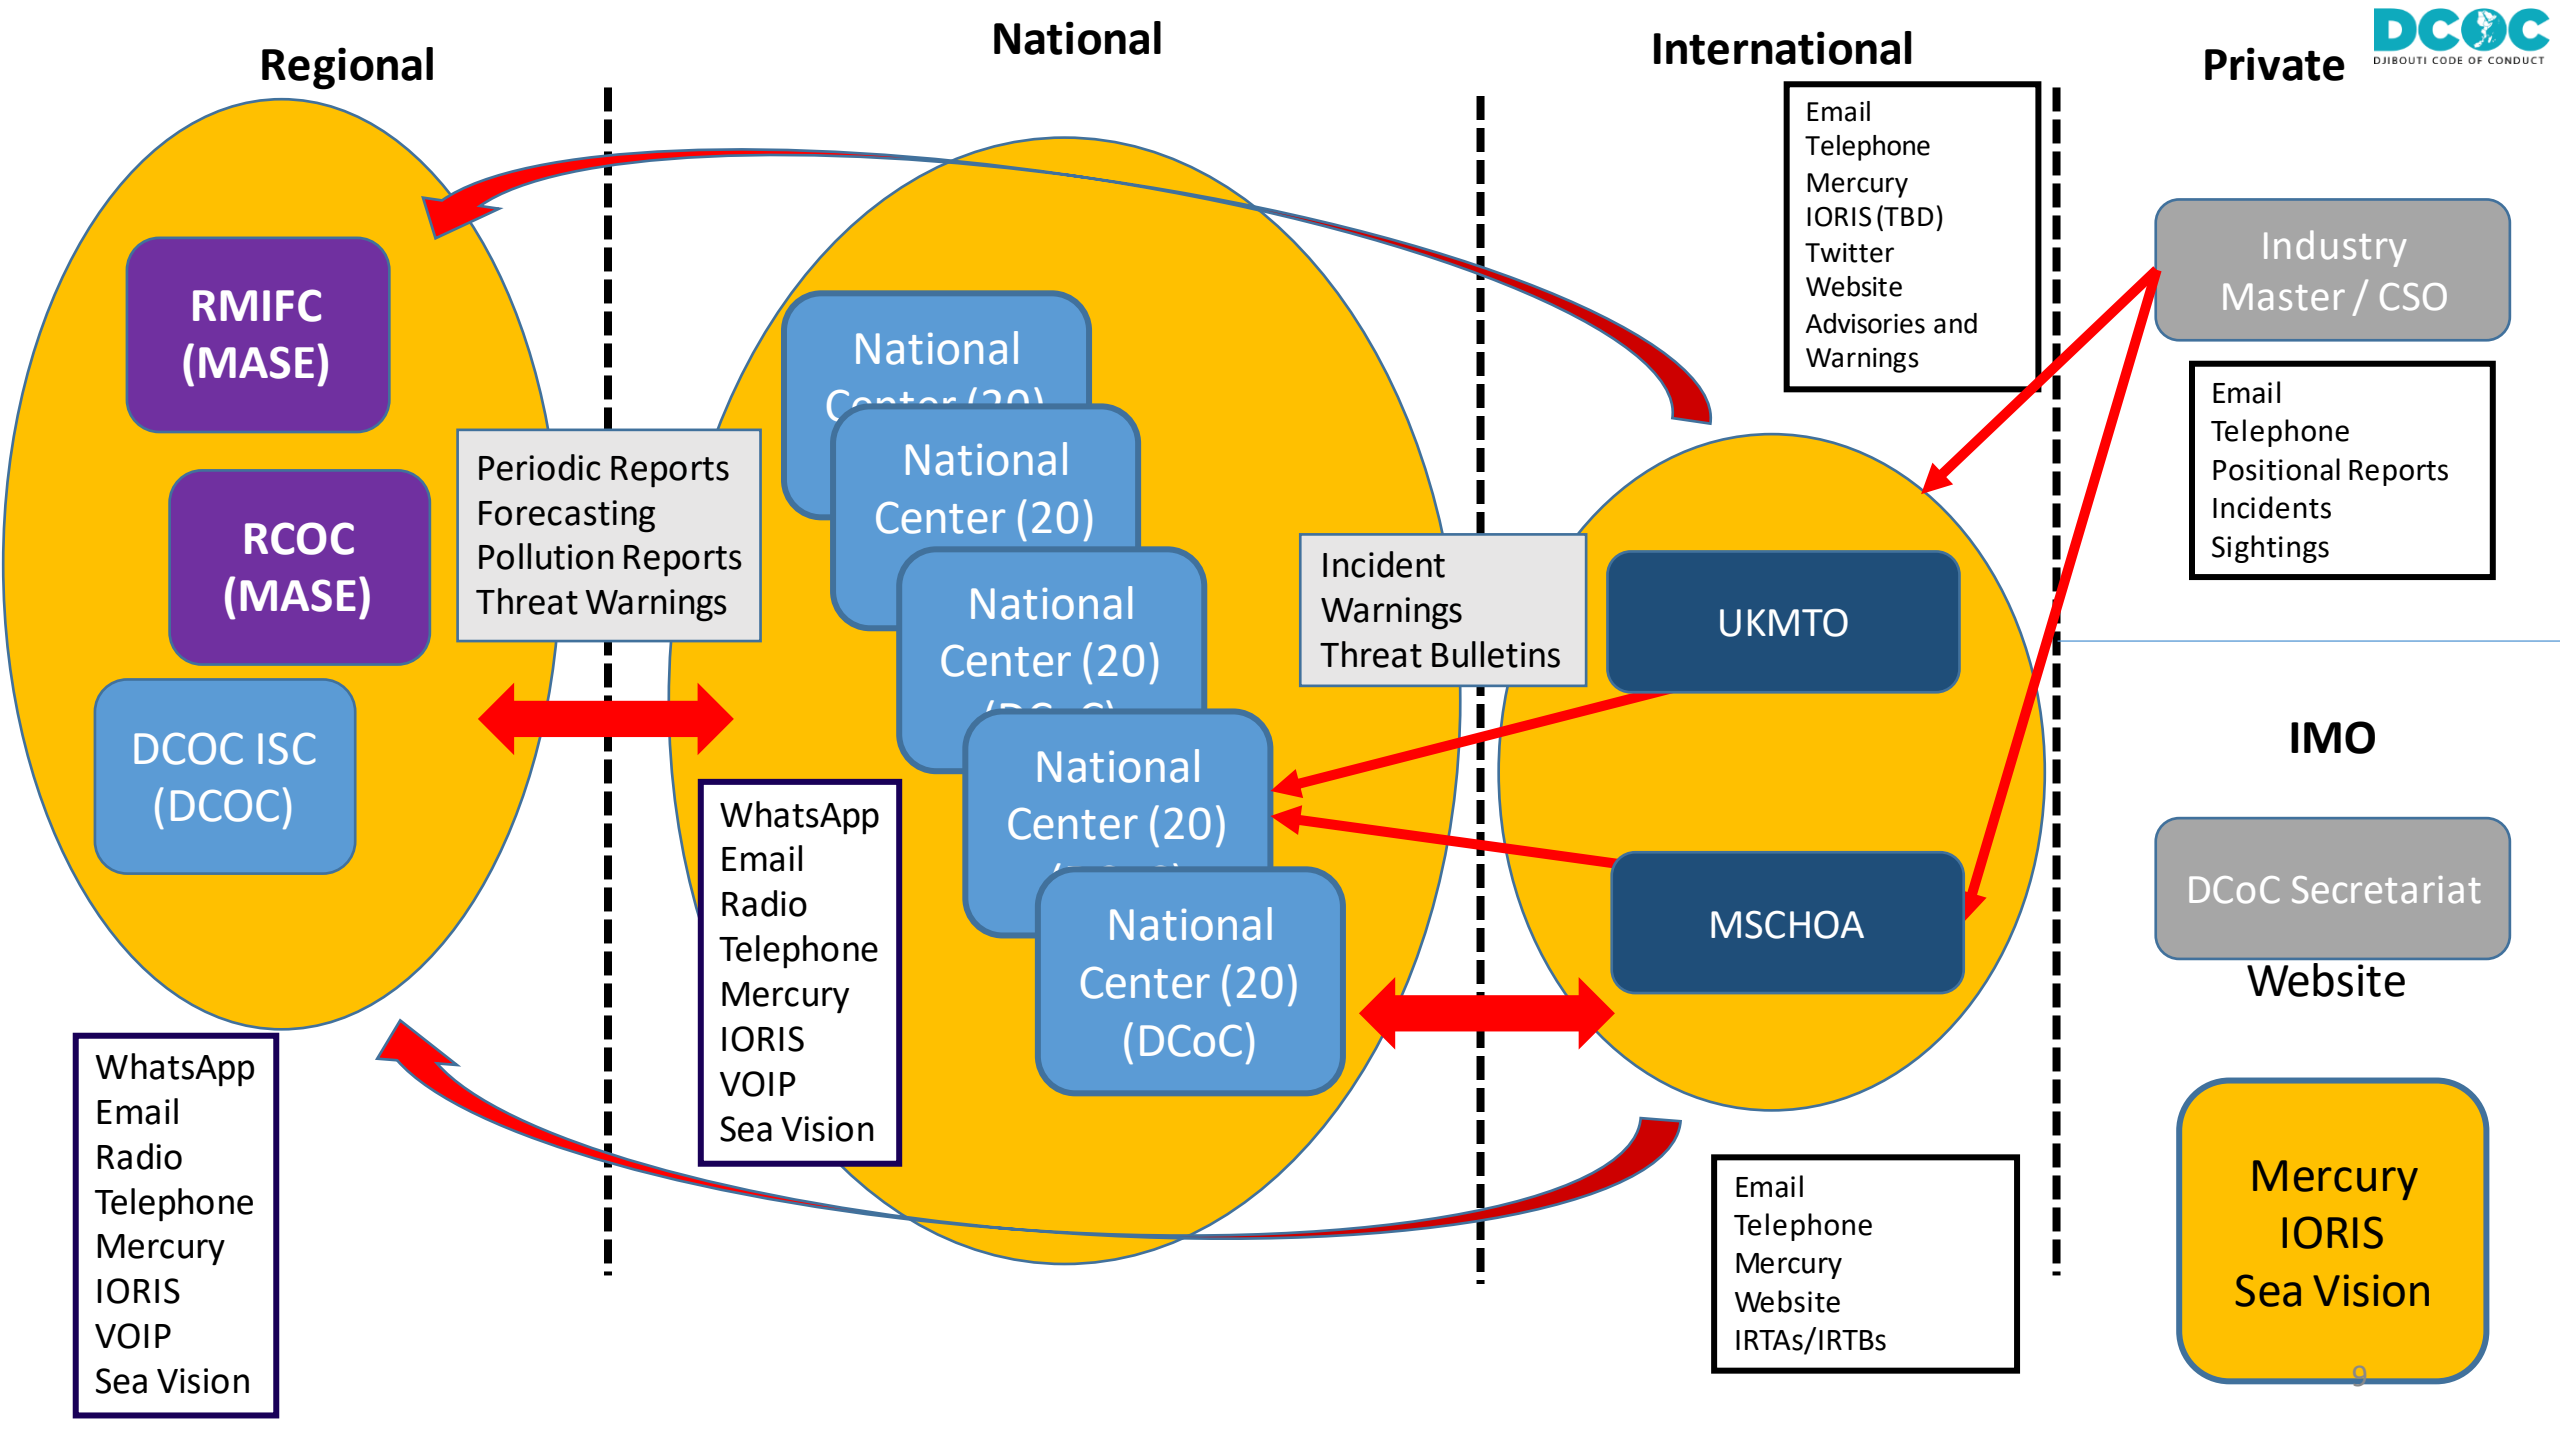 Regional
National
International
Private
DCOC
DJIBOUTI CODE OF CONDUCT
RMIFC
(MASE)
RCOC
(MASE)
DCOC ISC
(DCOC)
WhatsApp
Email
Radio
Telephone
Mercury
IORIS
VOIP
Sea Vision
Periodic Reports
Forecasting
Pollution Reports
Threat Warnings
National
Center (20)
National
Center (20)
National
Center (20)
(DCoC)
National
Center (20)
National
Center (20)
(DCoC)
WhatsApp
Email
Radio
Telephone
Mercury
IORIS
VOIP
Sea Vision
Incident
Warnings
Threat Bulletins
Email
Telephone
Mercury
IORIS (TBD)
Twitter
Website
Advisories and
Warnings
UKMTO
MSCHOA
Email
Telephone
Mercury
Website
IRTAs/IRTBs
Industry
Master / CSO
Email
Telephone
Positional Reports
Incidents
Sightings
IMO
DCoC Secretariat
Website
Mercury
IORIS
Sea Vision
9